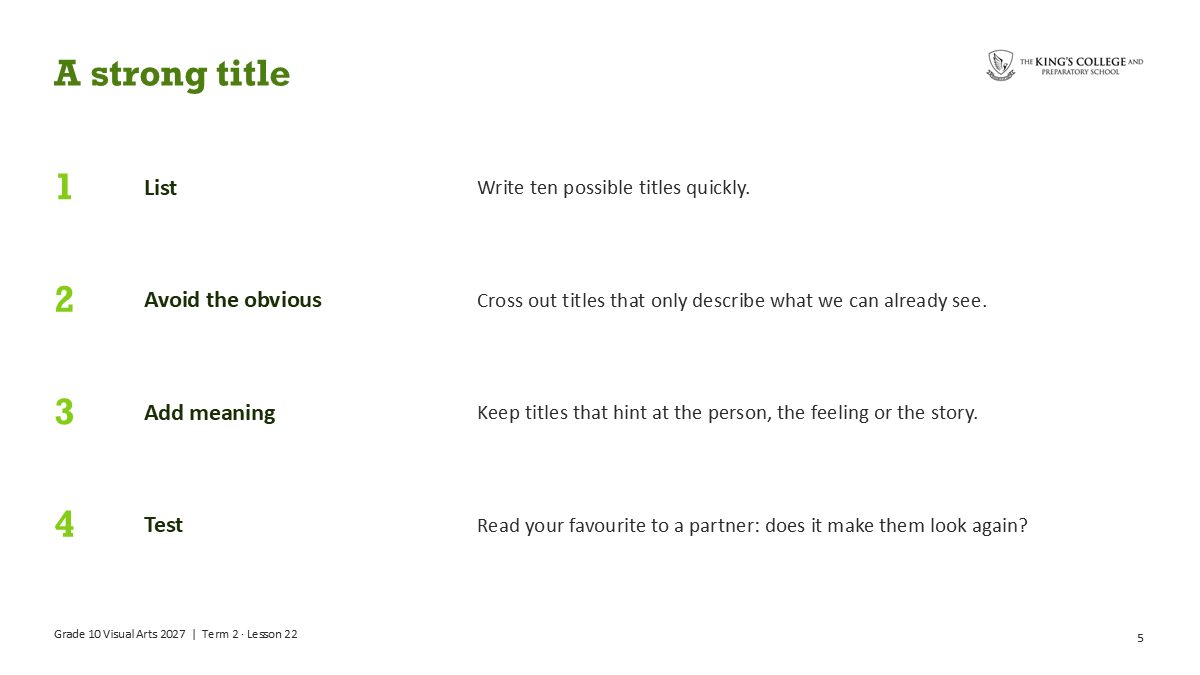 A strong title
THE KING'S COLLEGE AND
PREPARATORY SCHOOL
1 List Write ten possible titles quickly.
2 Avoid the obvious Cross out titles that only describe what we can already see.
3 Add meaning Keep titles that hint at the person, the feeling or the story.
4 Test Read your favourite to a partner: does it make them look again?
Grade 10 Visual Arts 2027 | Term 2 · Lesson 22
5